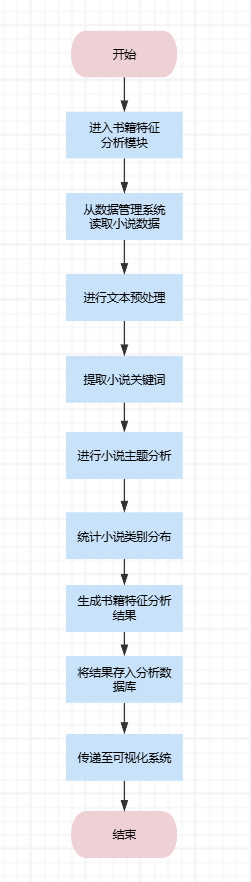 开始
进入书籍特征
分析模块
从数据管理系统
读取小说数据
进行文本预处理
提取小说关键词
进行小说主题分析
统计小说类别分布
生成书籍特征分析
结果
将结果存入分析数
据库
传递至可视化系统
结束